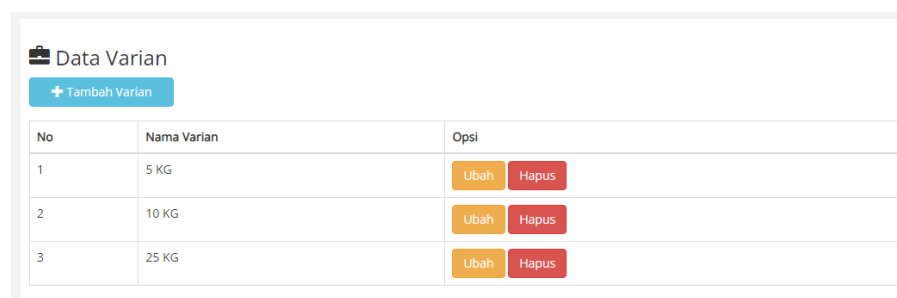 Data Varian
Tambah Varian
No Nama Varian Opsi
1 5 KG Ubah Hapus
2 10 KG Ubah Hapus
3 25 KG Ubah Hapus